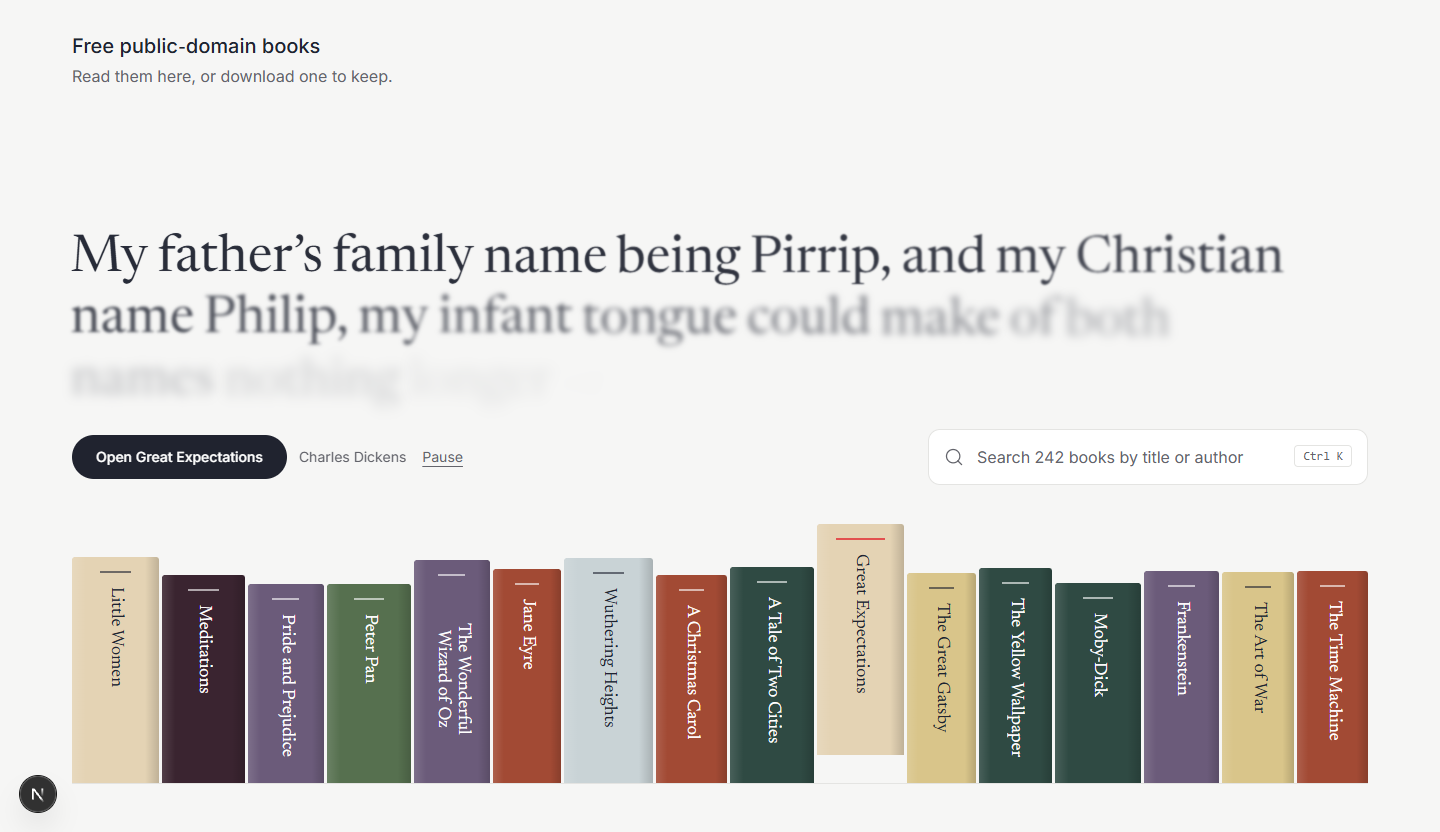 Free public-domain books
Read them here, or download one to keep.
My father’s family name being Pirrip, and my Christian
name Philip, my infant tongue could make of both
names nothing longer
Open Great Expectations
Charles Dickens
Pause
Search 242 books by title or author
Ctrl K
Little Women
Meditations
Pride and Prejudice
Peter Pan
The Wonderful
Wizard of Oz
Jane Eyre
Wuthering Heights
A Christmas Carol
A Tale of Two Cities
Great Expectations
The Great Gatsby
The Yellow Wallpaper
Moby-Dick
Frankenstein
The Art of War
The Time Machine
N